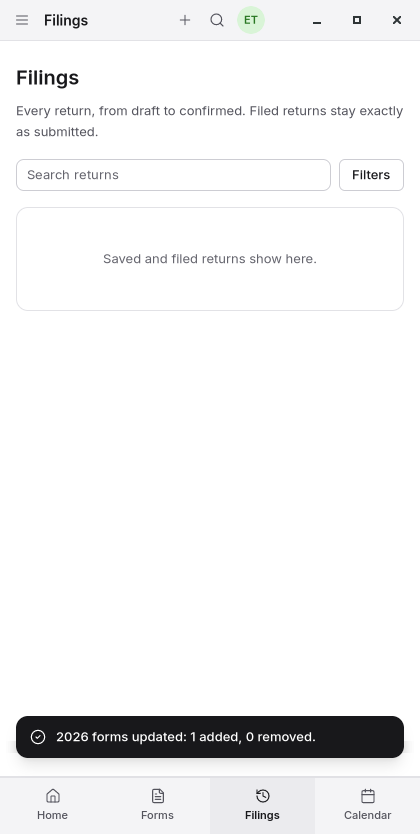 Filings
ET
Filings
Every return, from draft to confirmed. Filed returns stay exactly
as submitted.
Search returns
Filters
Saved and filed returns show here.
2026 forms updated: 1 added, 0 removed.
Home
Forms
Filings
Calendar